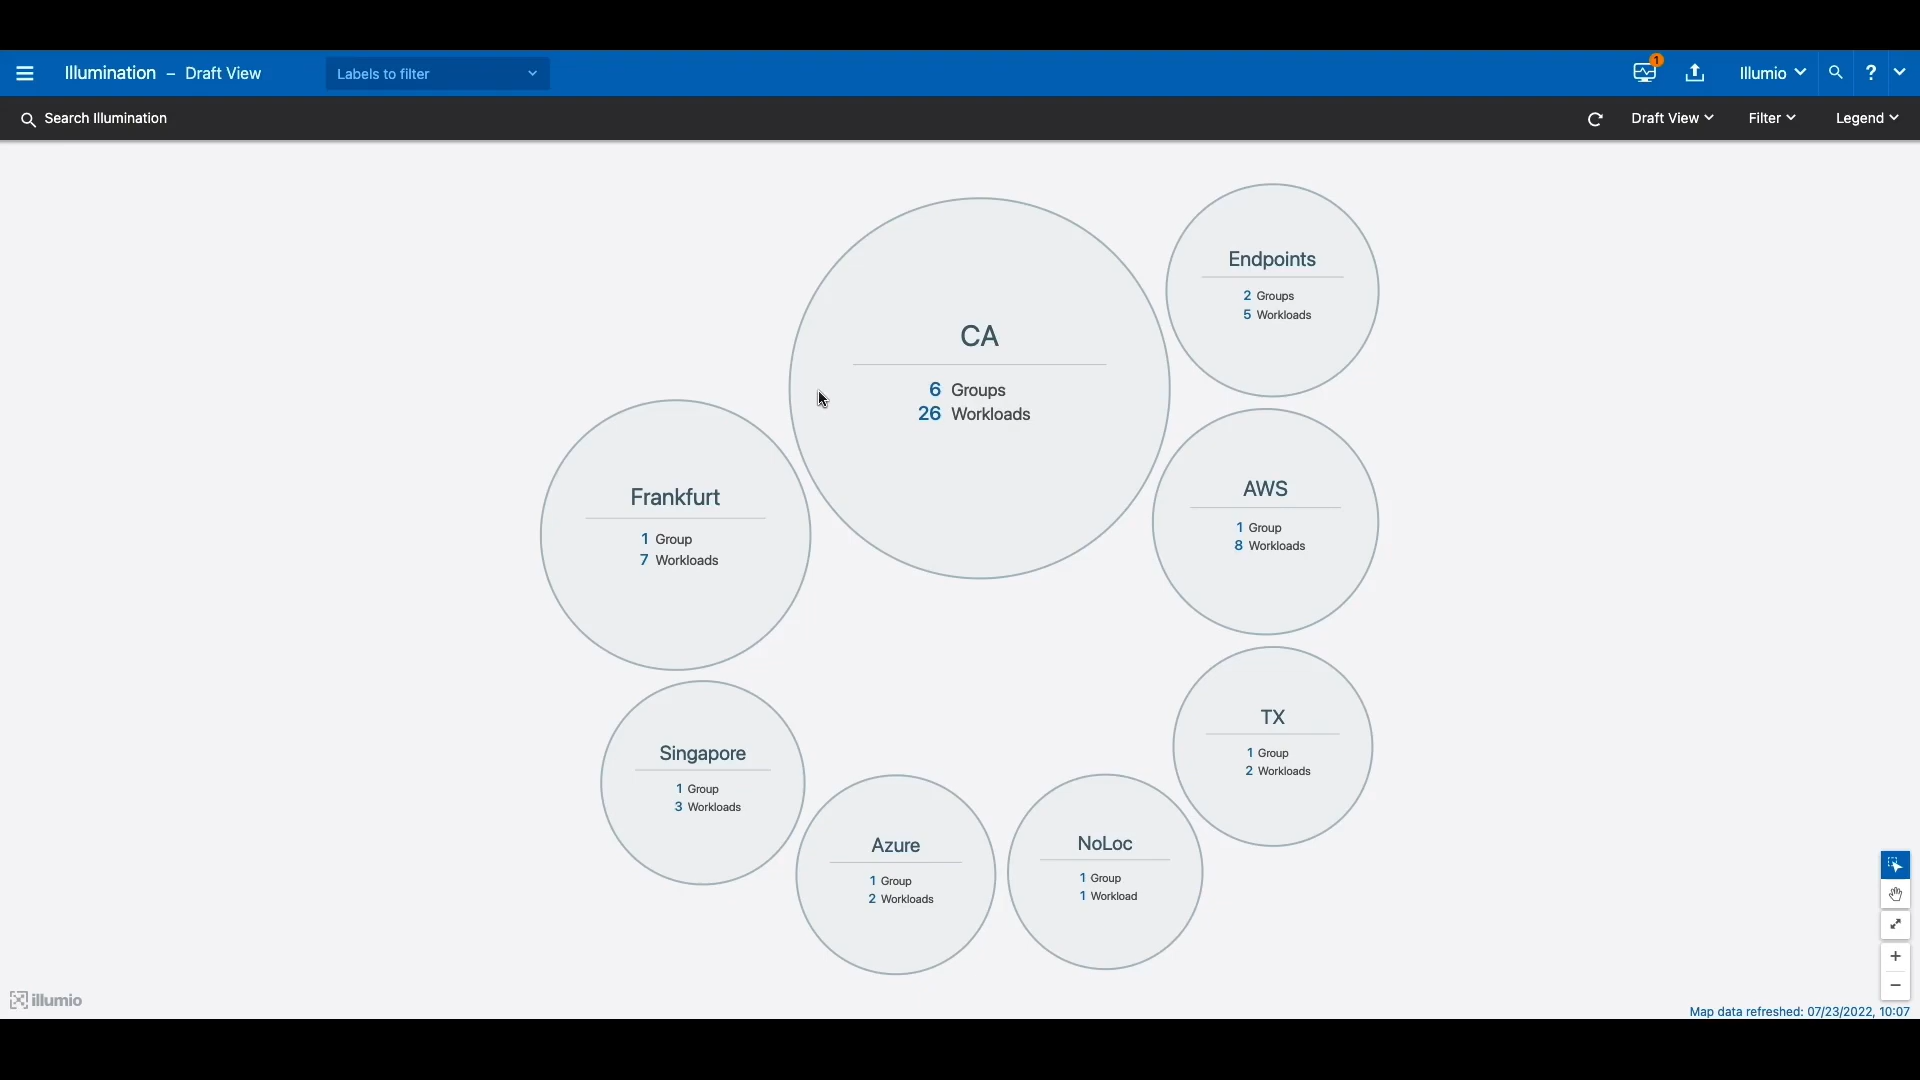 Illumination – Draft View
Labels to filter
1
Illumio
?
Search Illumination
Draft View
Filter
Legend
CA
6 Groups
26 Workloads
Endpoints
2 Groups
5 Workloads
Frankfurt
1 Group
7 Workloads
AWS
1 Group
8 Workloads
TX
1 Group
2 Workloads
Singapore
1 Group
3 Workloads
Azure
1 Group
2 Workloads
NoLoc
1 Group
1 Workload
illumio
Map data refreshed: 07/23/2022, 10:07